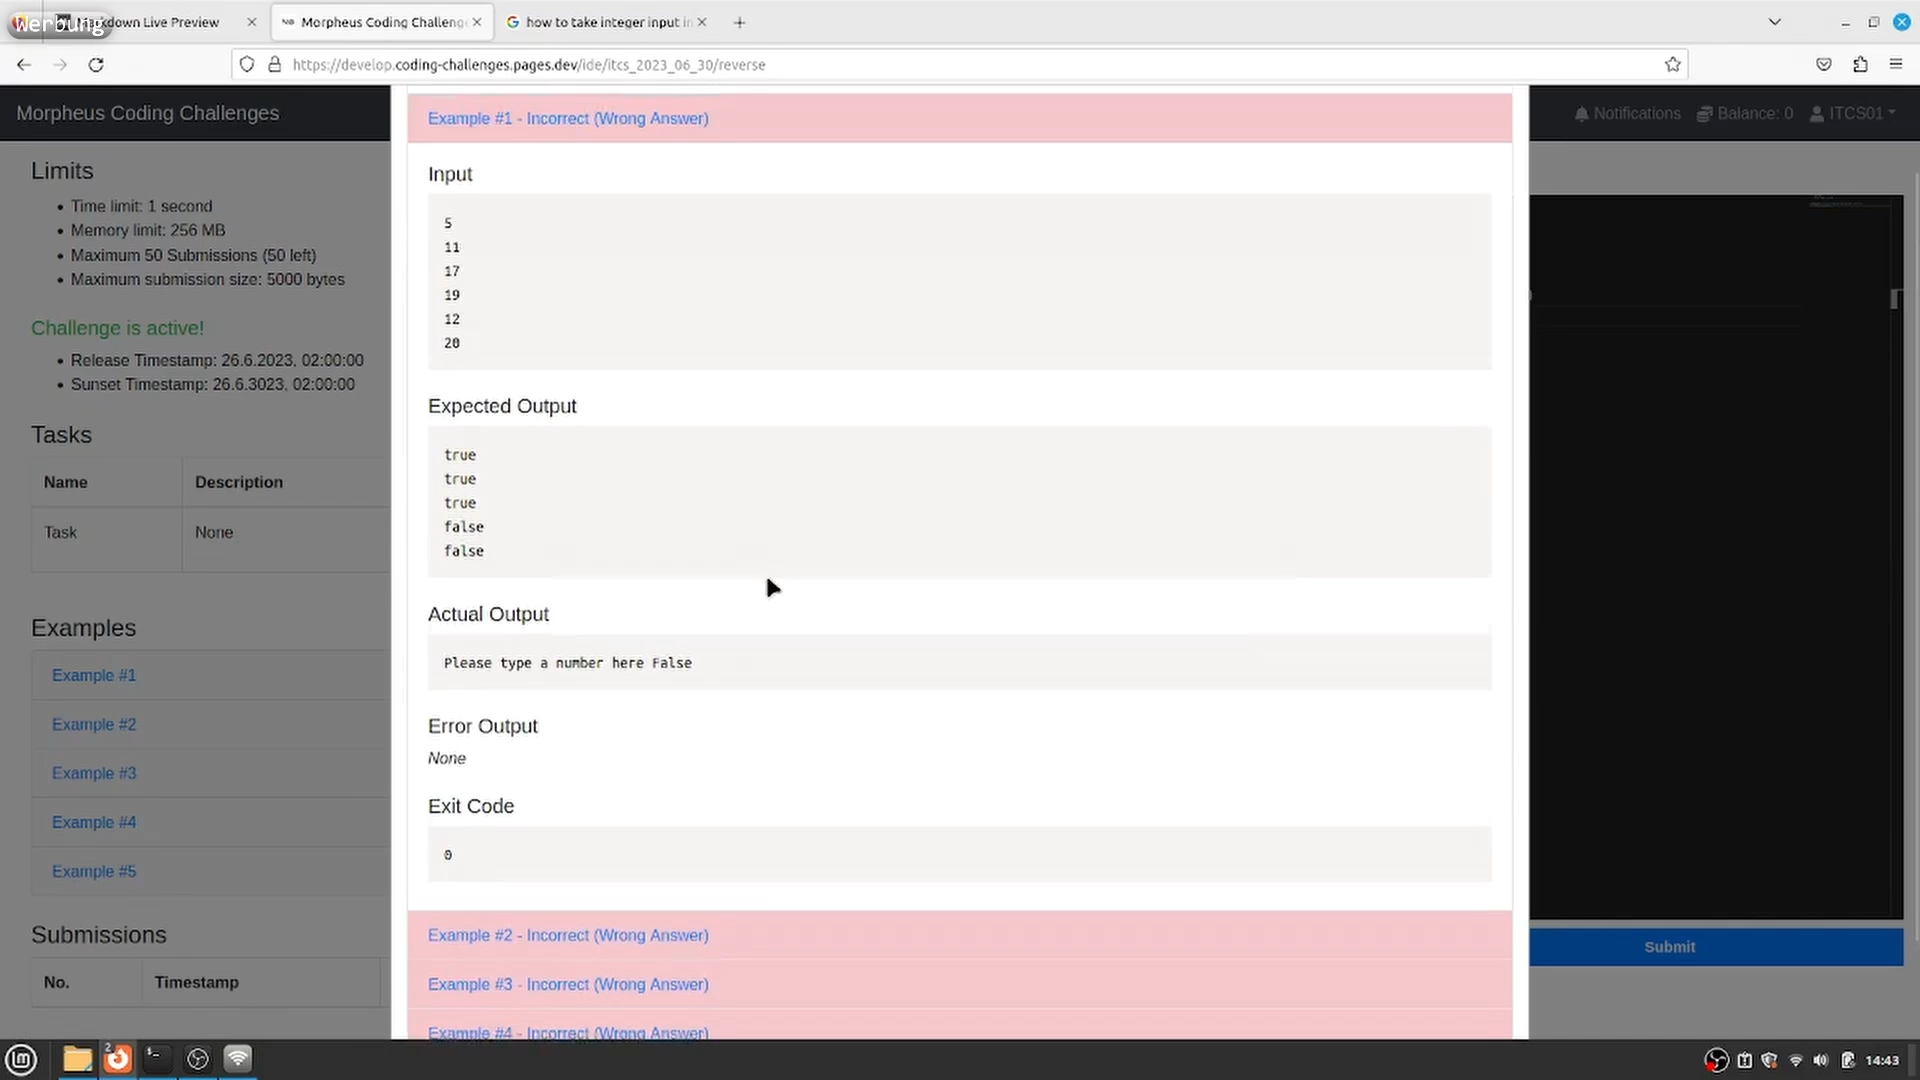 Werbung
kdown Live Preview
Morpheus Coding Challenge
how to take integer input in
https://develop.coding-challenges.pages.dev/ide/itcs_2023_06_30/reverse
Morpheus Coding Challenges
Notifications
Balance: 0
ITCS01
Limits
Time limit: 1 second
Memory limit: 256 MB
Maximum 50 Submissions (50 left)
Maximum submission size: 5000 bytes
Challenge is active!
Release Timestamp: 26.6.2023, 02:00:00
Sunset Timestamp: 26.6.3023, 02:00:00
Tasks
Name Description
Task None
Examples
Example #1
Example #2
Example #3
Example #4
Example #5
Submissions
No. Timestamp
Example #1 - Incorrect (Wrong Answer)
Input
5
11
17
19
12
20
Expected Output
true
true
true
false
false
Actual Output
Please type a number here False
Error Output
None
Exit Code
0
Example #2 - Incorrect (Wrong Answer)
Example #3 - Incorrect (Wrong Answer)
Example #4 - Incorrect (Wrong Answer)
Submit
2
14:43